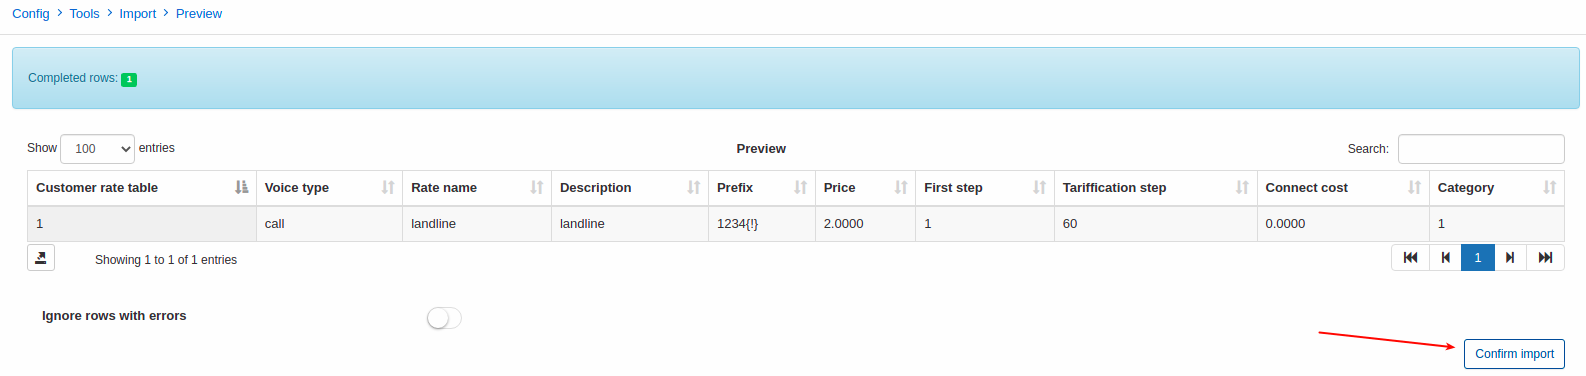 Config > Tools > Import > Preview
Completed rows: 1
Show 100 entries Preview Search:
Customer rate table Voice type Rate name Description Prefix Price First step Tariffication step Connect cost Category
1 call landline landline 1234{!} 2.0000 1 60 0.0000 1
Showing 1 to 1 of 1 entries 1
Ignore rows with errors
Confirm import